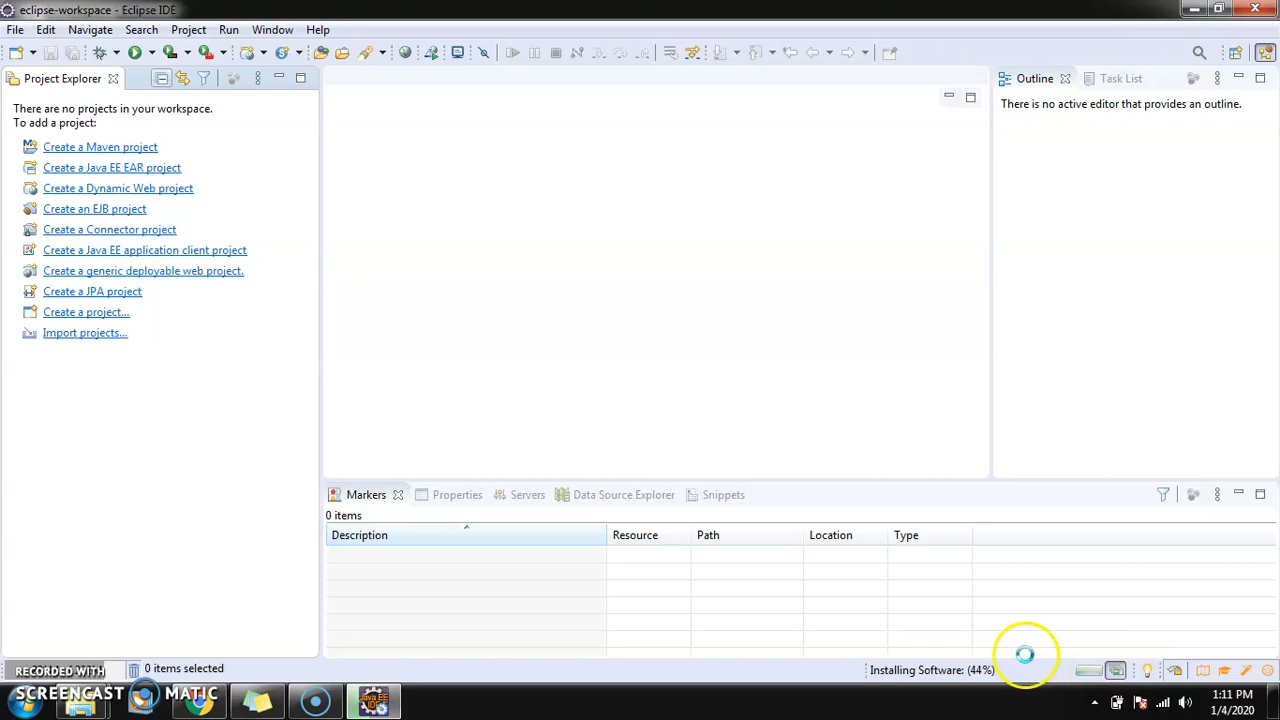 eclipse-workspace - Eclipse IDE
File Edit Navigate Search Project Run Window Help
Project Explorer
Outline Task List
There are no projects in your workspace.
To add a project:
There is no active editor that provides an outline.
Create a Maven project
Create a Java EE EAR project
Create a Dynamic Web project
Create an EJB project
Create a Connector project
Create a Java EE application client project
Create a generic deployable web project.
Create a JPA project
Create a project...
Import projects...
Markers Properties Servers Data Source Explorer Snippets
0 items
Description Resource Path Location Type
0 items selected
Installing Software: (44%)
RECORDED WITH
SCREENCAST MATIC
Java EE
IDE
1:11 PM
1/4/2020